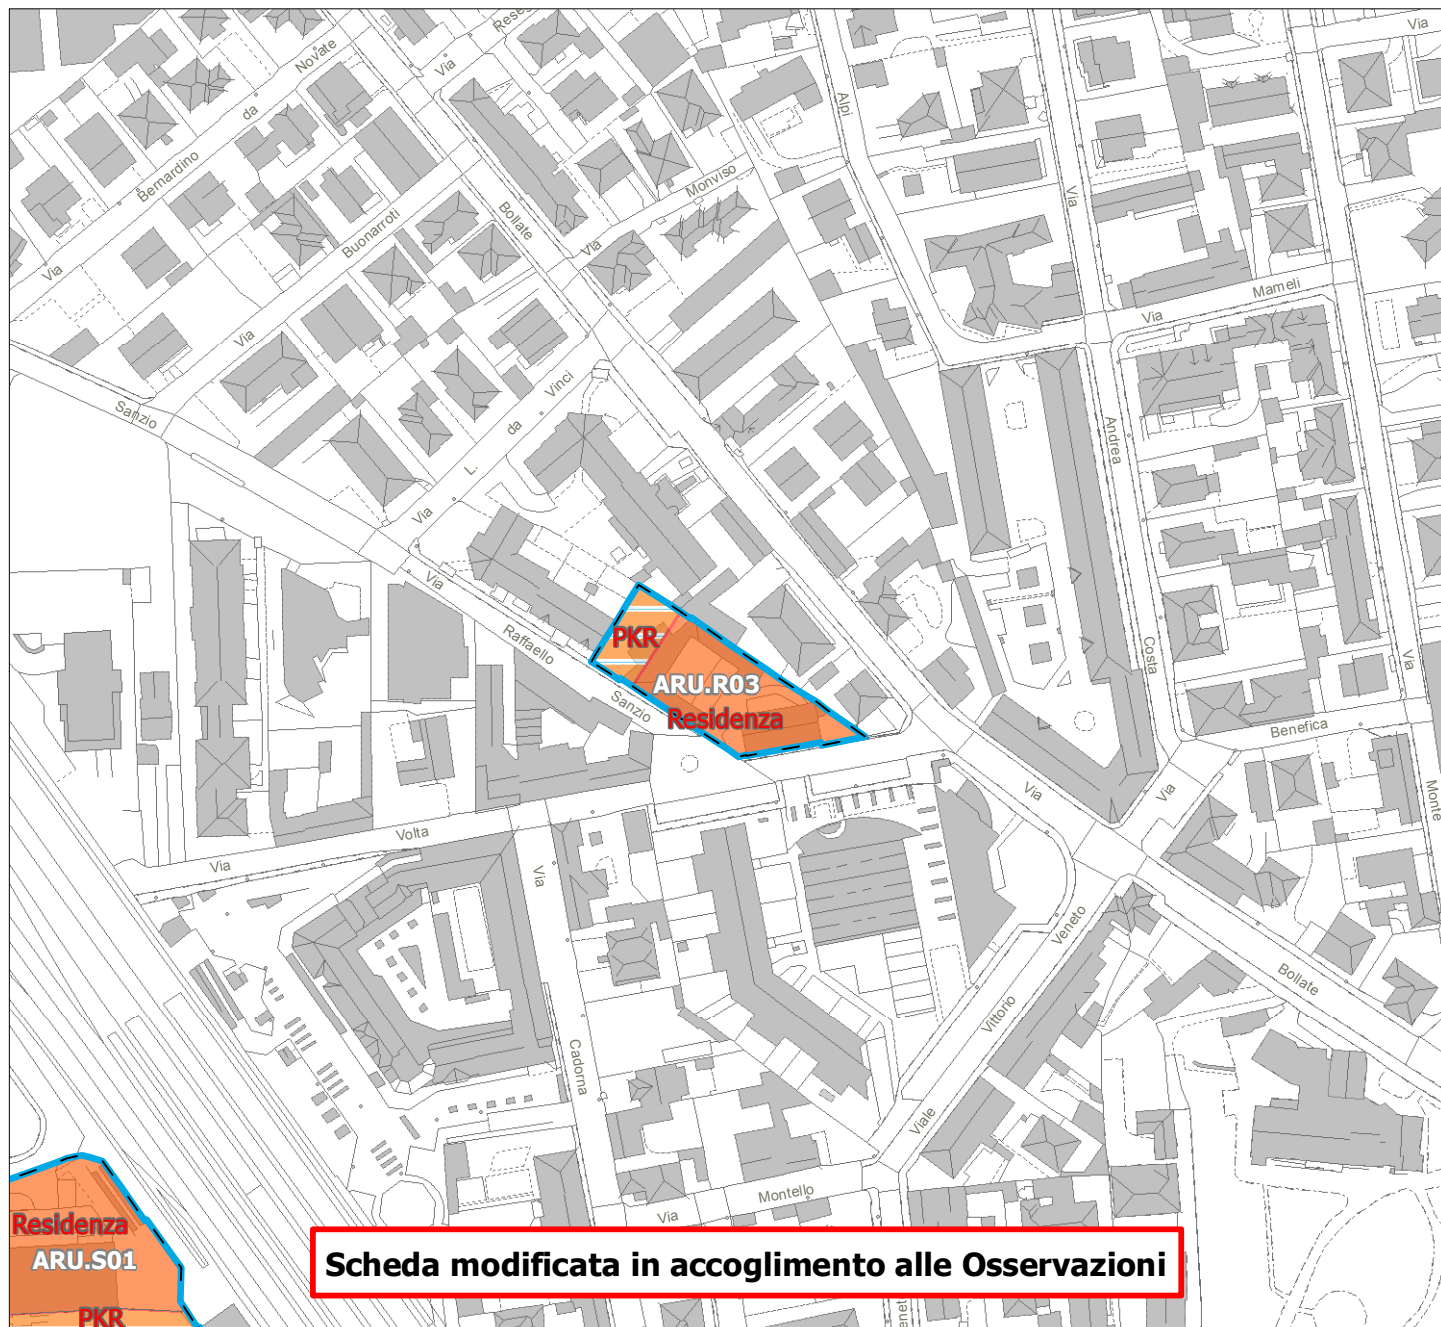 Reseg
Via
Via
Novate
da
Bernardino
Via
Alpi
Monviso
Via
Bollate
Buonarroti
Via
Via
Mameli
Via
Sanzio
Vinci
da
L.
Via
Andrea
Via
Raffaello
Sanzio
PKR
ARU.R03
Residenza
Costa
Via
Benefica
Monte
Via
Via
Volta
Via
Via
Veneto
Vittorio
Viale
Bollate
Cadorna
Montello
Via
Veneto
Residenza
ARU.S01
PKR
Scheda modificata in accoglimento alle Osservazioni